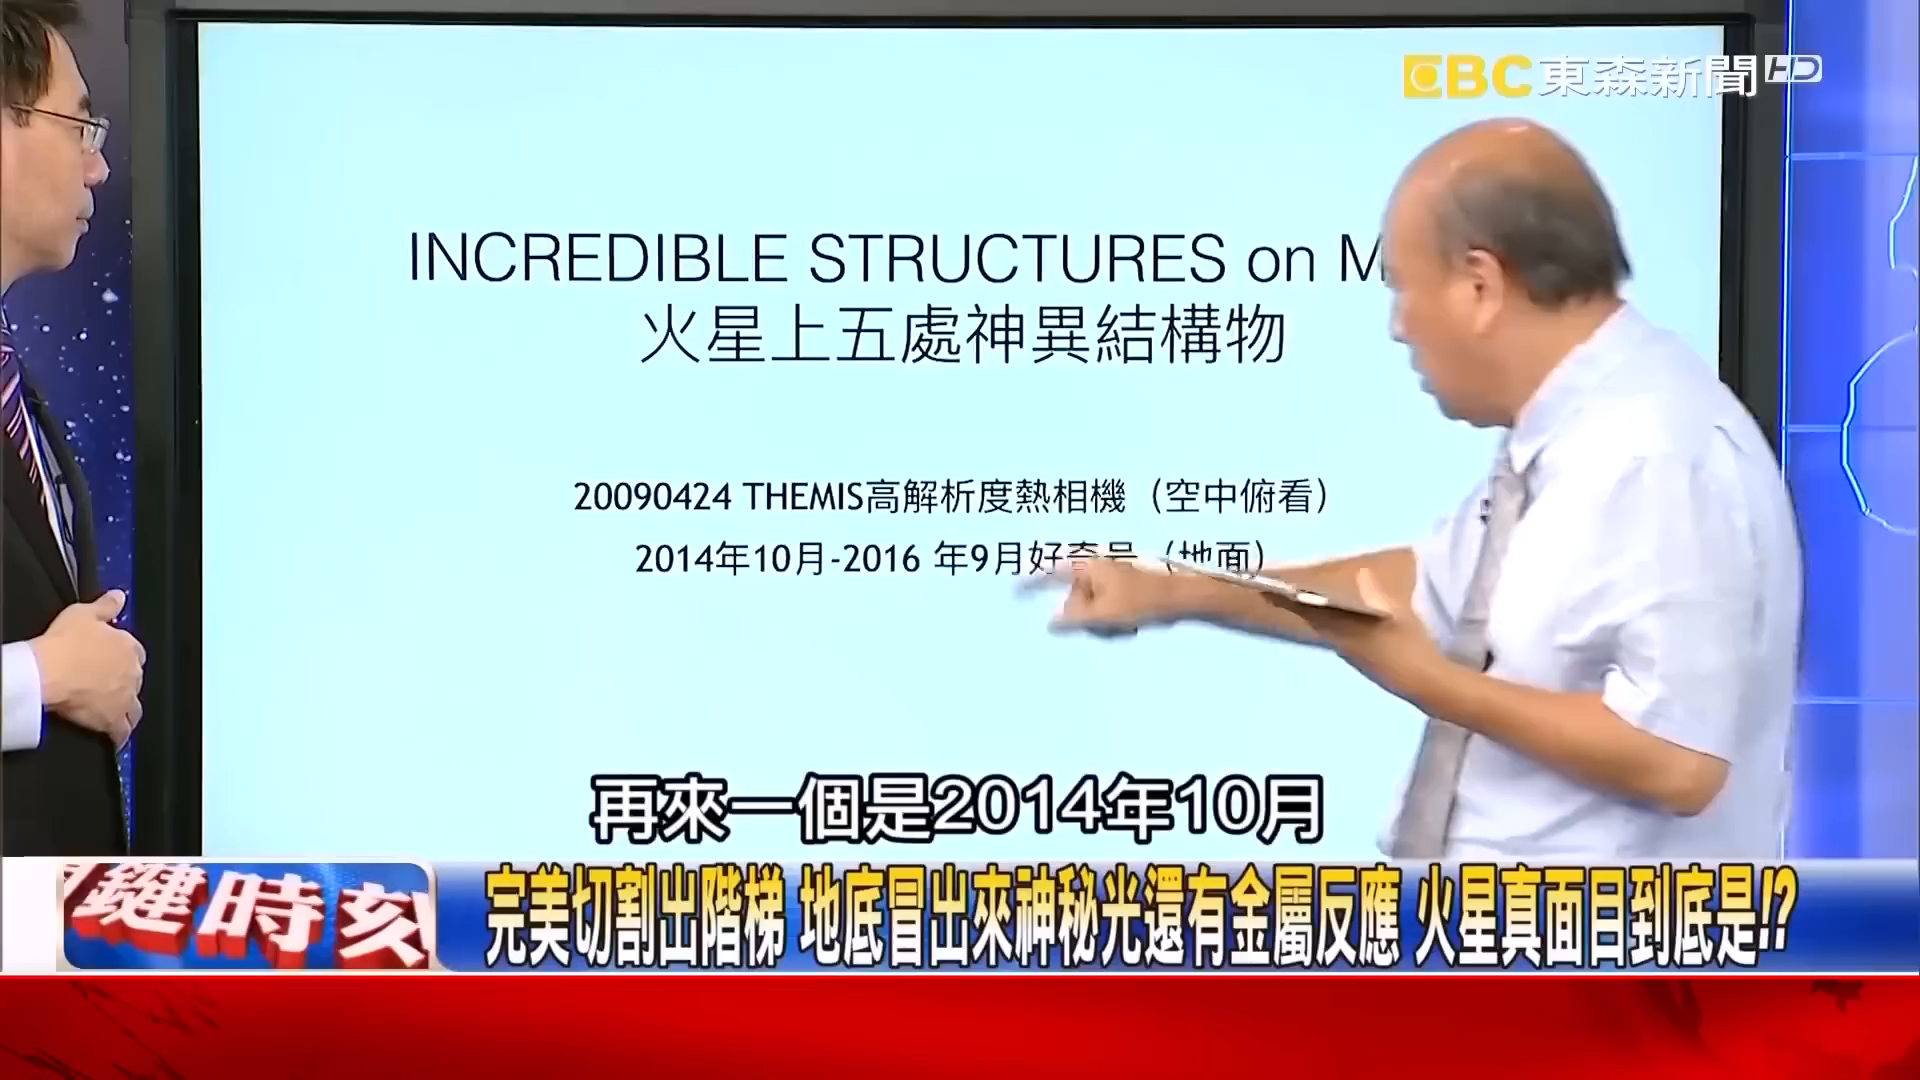 EBC東森新聞HD
INCREDIBLE STRUCTURES on M
火星上五處神異結構物
20090424 THEMIS高解析度熱相機（空中俯看）
2014年10月-2016 年9月好奇号（地面）
再來一個是2014年10月
鍵時刻
完美切割出階梯 地底冒出來神秘光還有金屬反應 火星真面目到底是!?